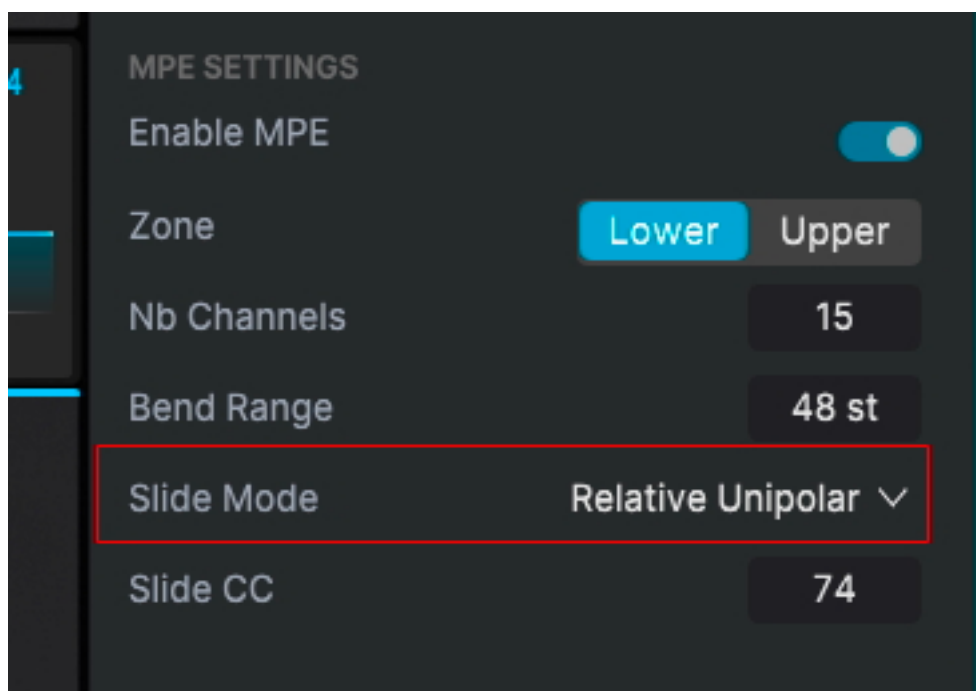 4
MPE SETTINGS
Enable MPE
Zone Lower Upper
Nb Channels 15
Bend Range 48 st
Slide Mode Relative Unipolar
Slide CC 74